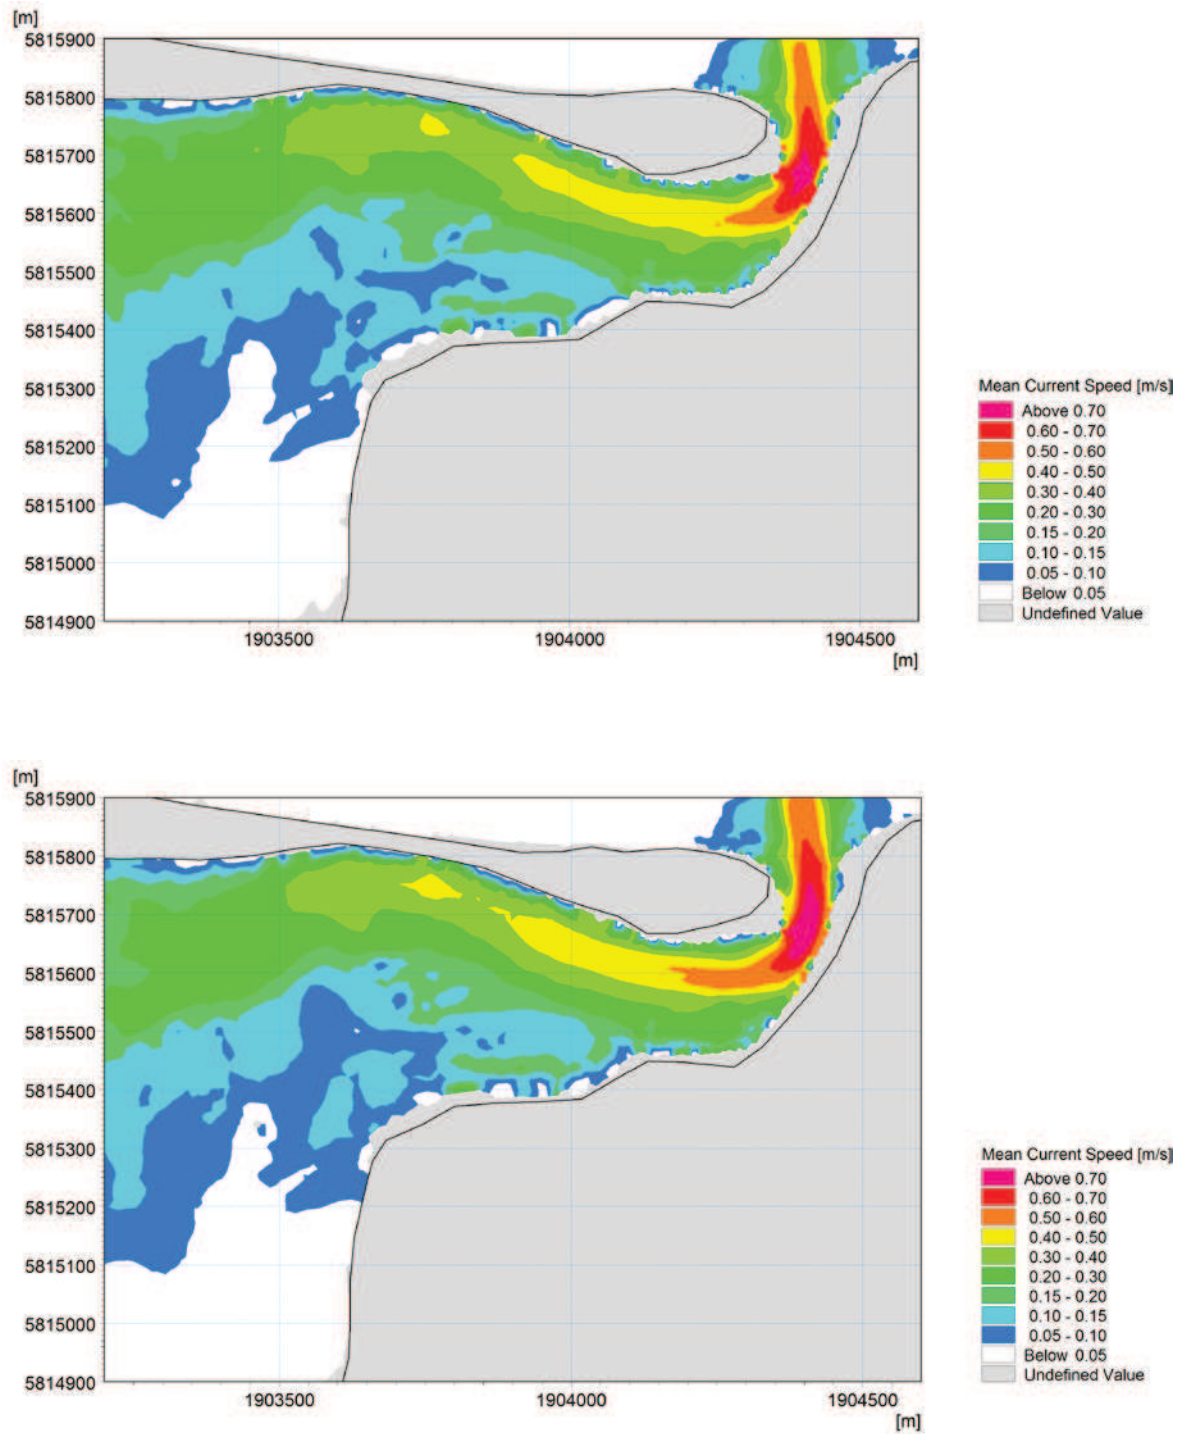 [m]
5815900
5815800
5815700
5815600
5815500
5815400
5815300
5815200
5815100
5815000
5814900
1903500 1904000 1904500
[m]
Mean Current Speed [m/s]
Above 0.70
0.60 - 0.70
0.50 - 0.60
0.40 - 0.50
0.30 - 0.40
0.20 - 0.30
0.15 - 0.20
0.10 - 0.15
0.05 - 0.10
Below 0.05
Undefined Value
[m]
5815900
5815800
5815700
5815600
5815500
5815400
5815300
5815200
5815100
5815000
5814900
1903500 1904000 1904500
[m]
Mean Current Speed [m/s]
Above 0.70
0.60 - 0.70
0.50 - 0.60
0.40 - 0.50
0.30 - 0.40
0.20 - 0.30
0.15 - 0.20
0.10 - 0.15
0.05 - 0.10
Below 0.05
Undefined Value